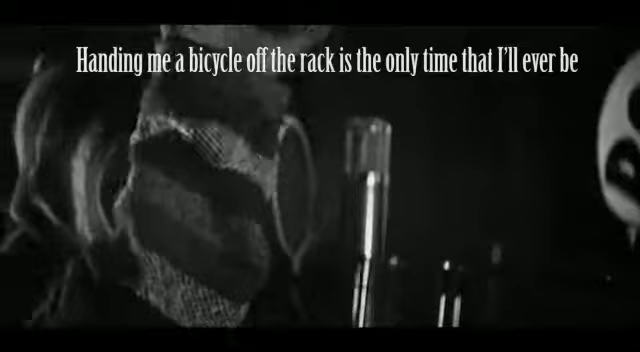 Handing me a bicycle off the rack is the only time that I'll ever be